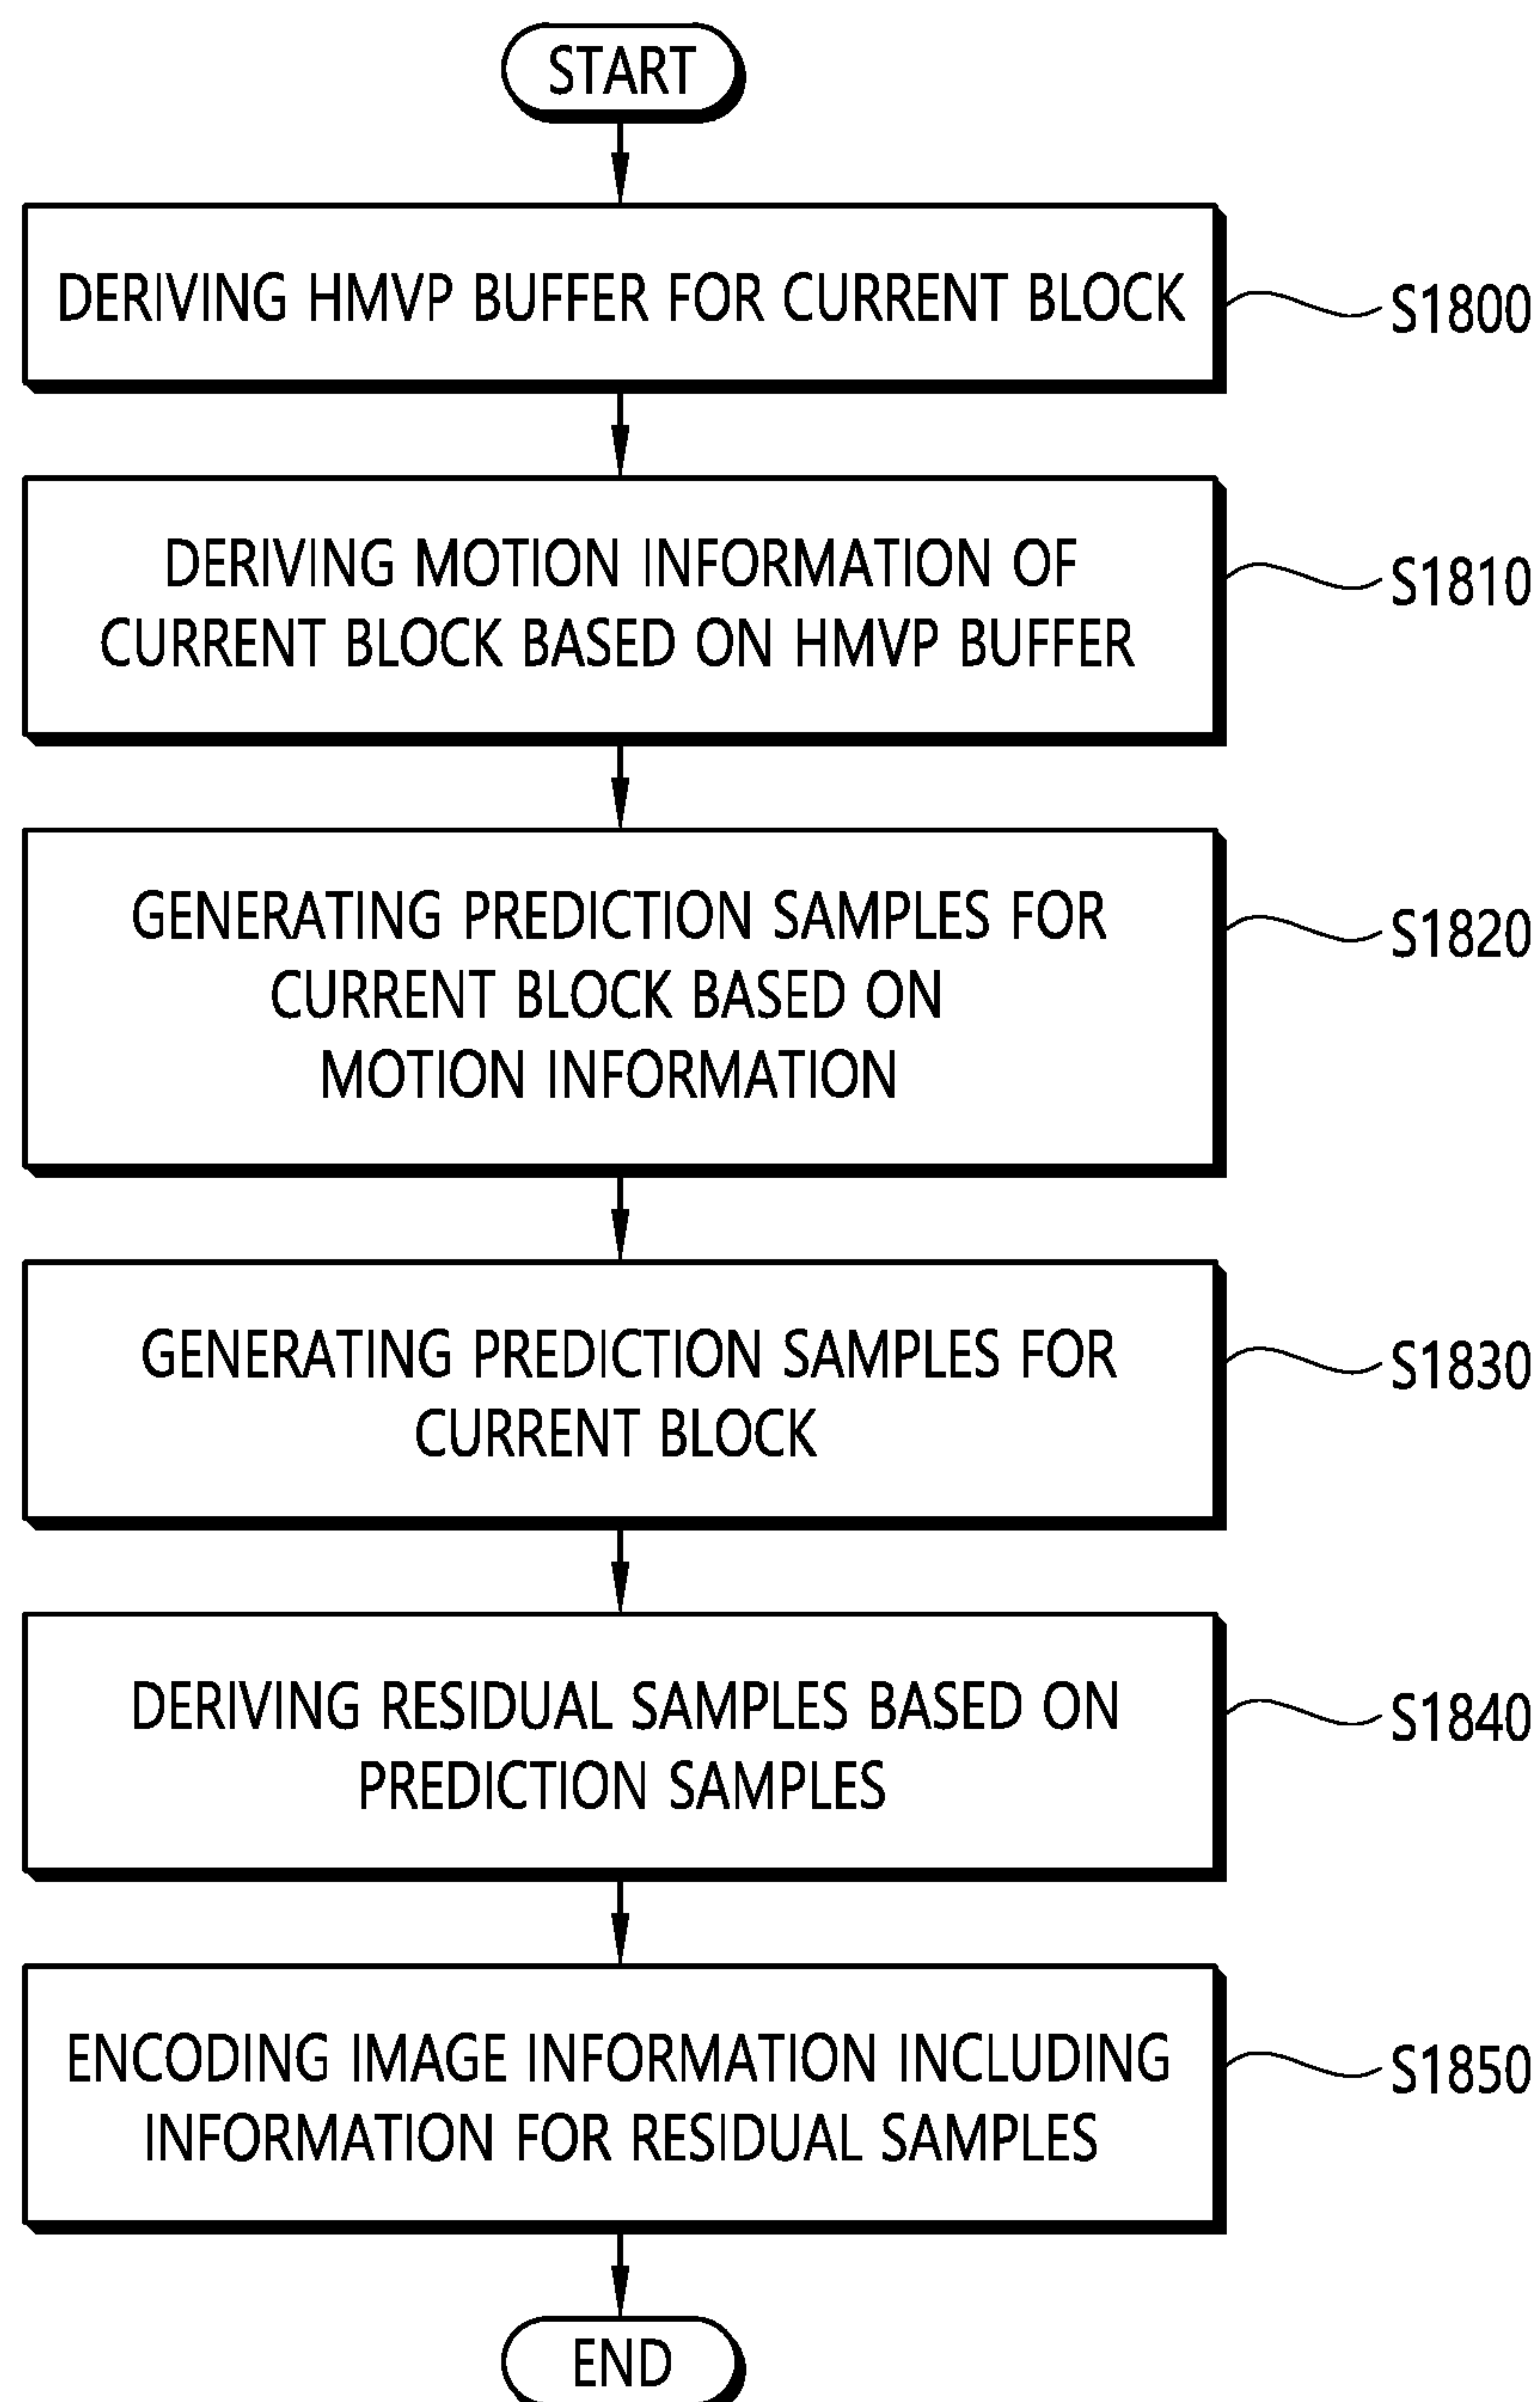 START
DERIVING HMVP BUFFER FOR CURRENT BLOCK
S1800
DERIVING MOTION INFORMATION OF
CURRENT BLOCK BASED ON HMVP BUFFER
S1810
GENERATING PREDICTION SAMPLES FOR
CURRENT BLOCK BASED ON
MOTION INFORMATION
S1820
GENERATING PREDICTION SAMPLES FOR
CURRENT BLOCK
S1830
DERIVING RESIDUAL SAMPLES BASED ON
PREDICTION SAMPLES
S1840
ENCODING IMAGE INFORMATION INCLUDING
INFORMATION FOR RESIDUAL SAMPLES
S1850
END